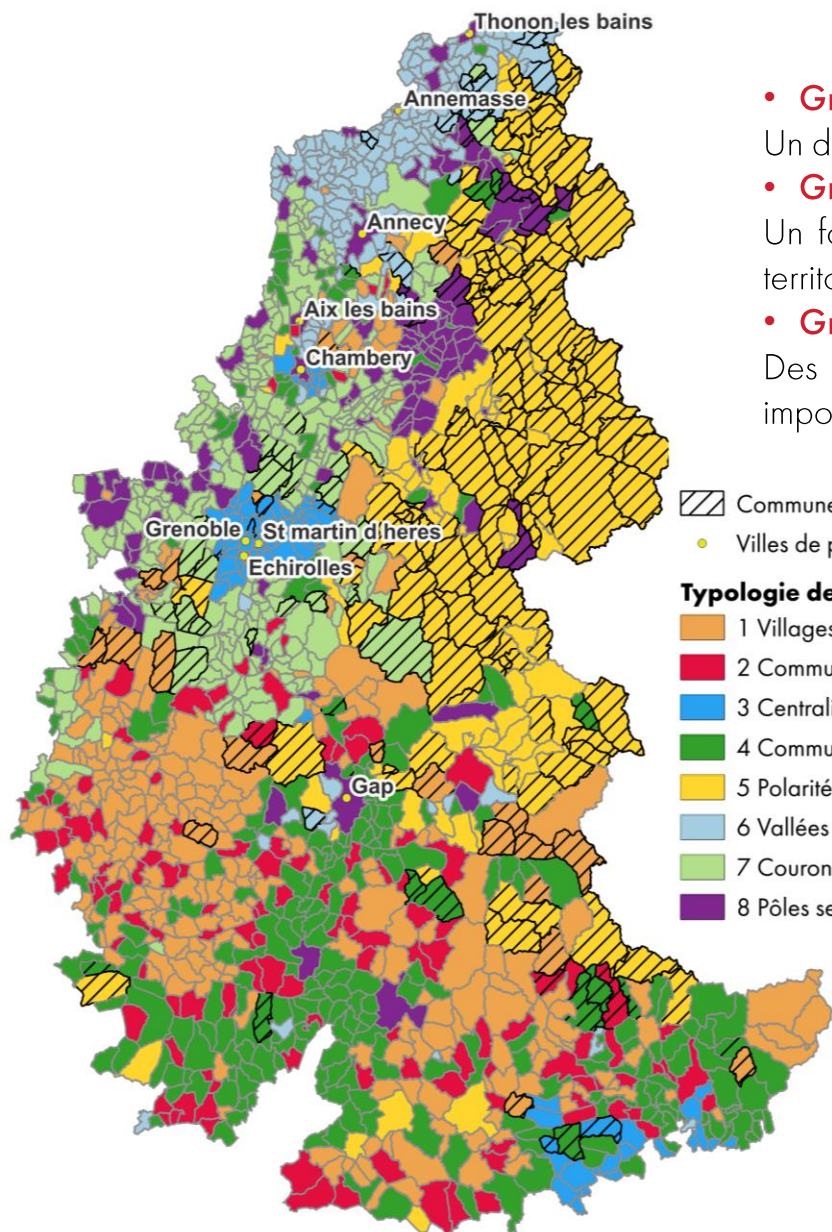 Thonon les bains
Annemasse
Annecy
Aix les bains
Chambery
Grenoble
St martin d heres
Echirolles
Gap
• Gr
Un d
• Gr
Un fo
territo
• Gr
Des
impo
Commune
Villes de p
Typologie de
1 Villages
2 Commu
3 Centrali
4 Commu
5 Polarité
6 Vallées
7 Couron
8 Pôles se